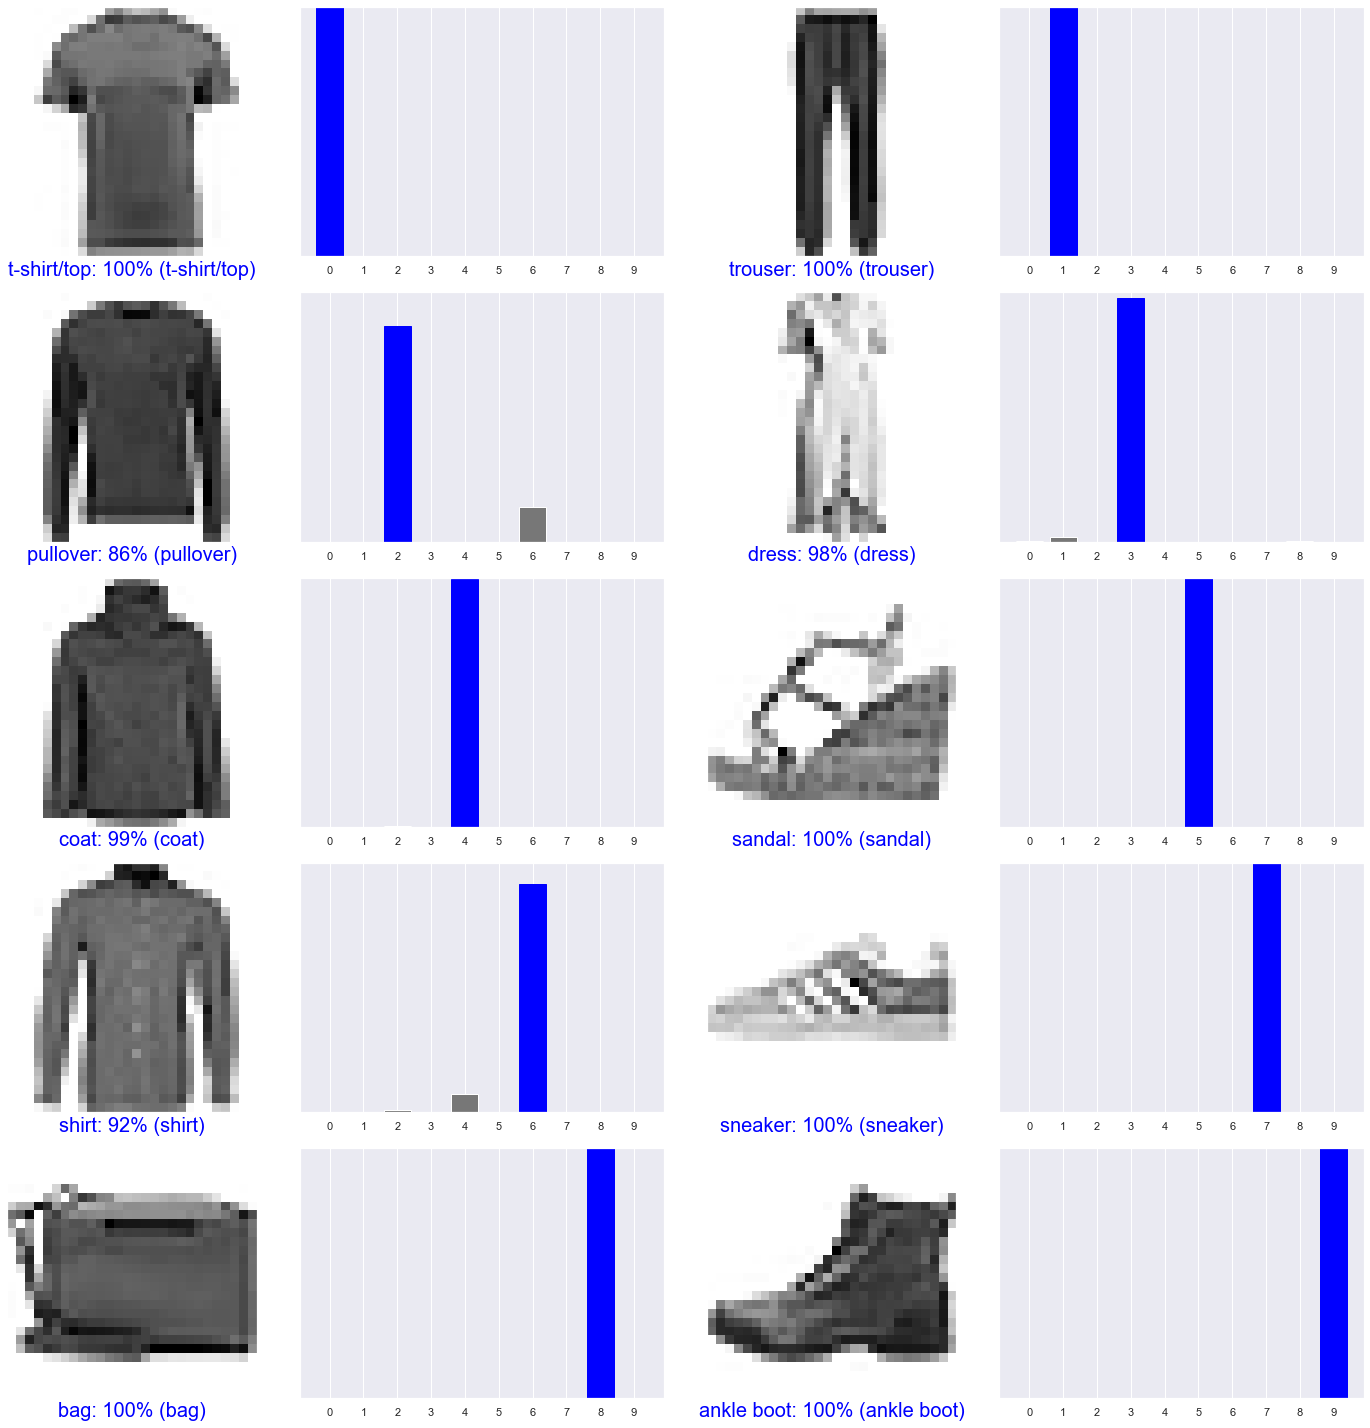 0 1 2 3 4 5 6 7 8 9
0 1 2 3 4 5 6 7 8 9
t-shirt/top: 100% (t-shirt/top)
trouser: 100% (trouser)
0 1 2 3 4 5 6 7 8 9
0 1 2 3 4 5 6 7 8 9
pullover: 86% (pullover)
dress: 98% (dress)
0 1 2 3 4 5 6 7 8 9
0 1 2 3 4 5 6 7 8 9
coat: 99% (coat)
sandal: 100% (sandal)
0 1 2 3 4 5 6 7 8 9
0 1 2 3 4 5 6 7 8 9
shirt: 92% (shirt)
sneaker: 100% (sneaker)
0 1 2 3 4 5 6 7 8 9
0 1 2 3 4 5 6 7 8 9
bag: 100% (bag)
ankle boot: 100% (ankle boot)